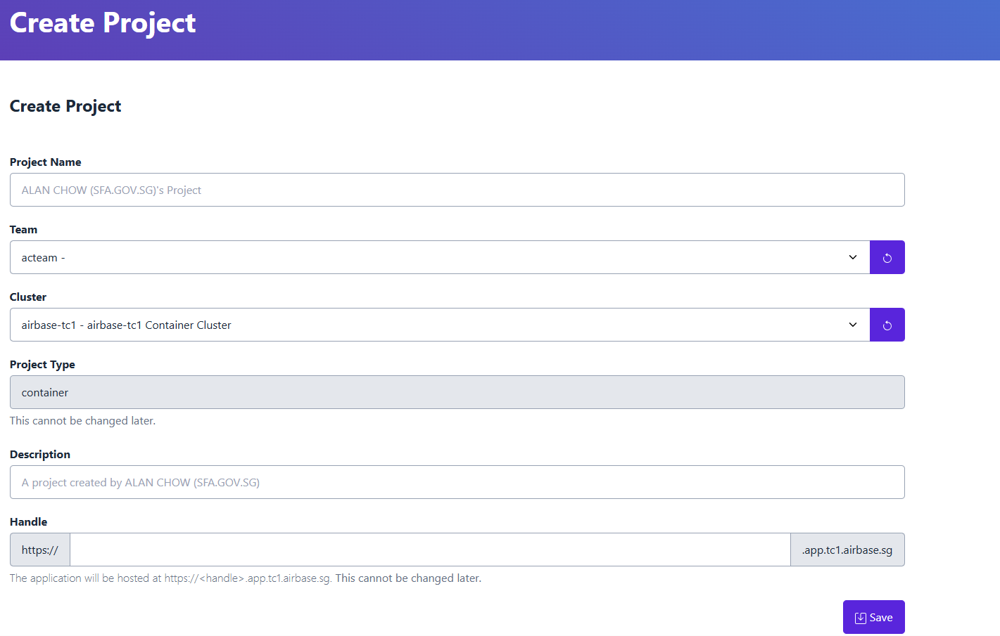 Create Project
Create Project
Project Name
ALAN CHOW (SFA.GOV.SG)'s Project
Team
acteam -
Cluster
airbase-tc1 - airbase-tc1 Container Cluster
Project Type
container
This cannot be changed later.
Description
A project created by ALAN CHOW (SFA.GOV.SG)
Handle
https:// .app.tc1.airbase.sg
The application will be hosted at https://<handle>.app.tc1.airbase.sg. This cannot be changed later.
Save